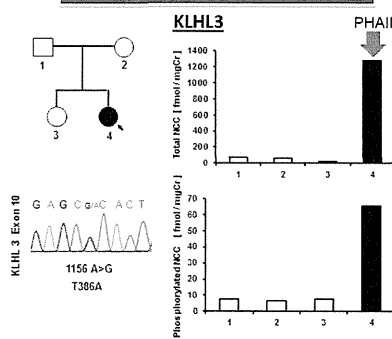 KLHL3
PHAII
1
2
3
4
Total NCC [ fmol / mgCr]
1400
1200
1000
800
600
400
200
0
1 2 3 4
KLHL 3 Exon 10
G A G C G/A C A C T
1156 A>G
T386A
Phosphorylated NCC [fmol / mgCr]
70
60
50
40
30
20
10
0
1 2 3 4